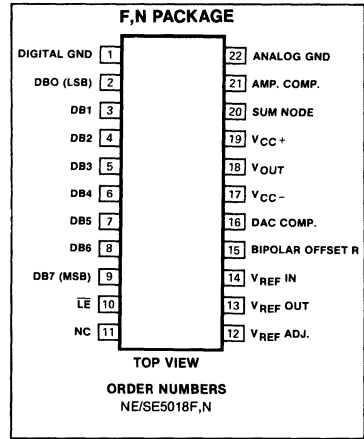 F,N PACKAGE
DIGITAL GND 1
22 ANALOG GND
DBO (LSB) 2
21 AMP. COMP.
DB1 3
20 SUM NODE
DB2 4
19 VCC +
DB3 5
18 VOUT
DB4 6
17 VCC −
DB5 7
16 DAC COMP.
DB6 8
15 BIPOLAR OFFSET R
DB7 (MSB) 9
14 VREF IN
L̅E̅ 10
13 VREF OUT
NC 11
12 VREF ADJ.
TOP VIEW
ORDER NUMBERS
NE/SE5018F,N